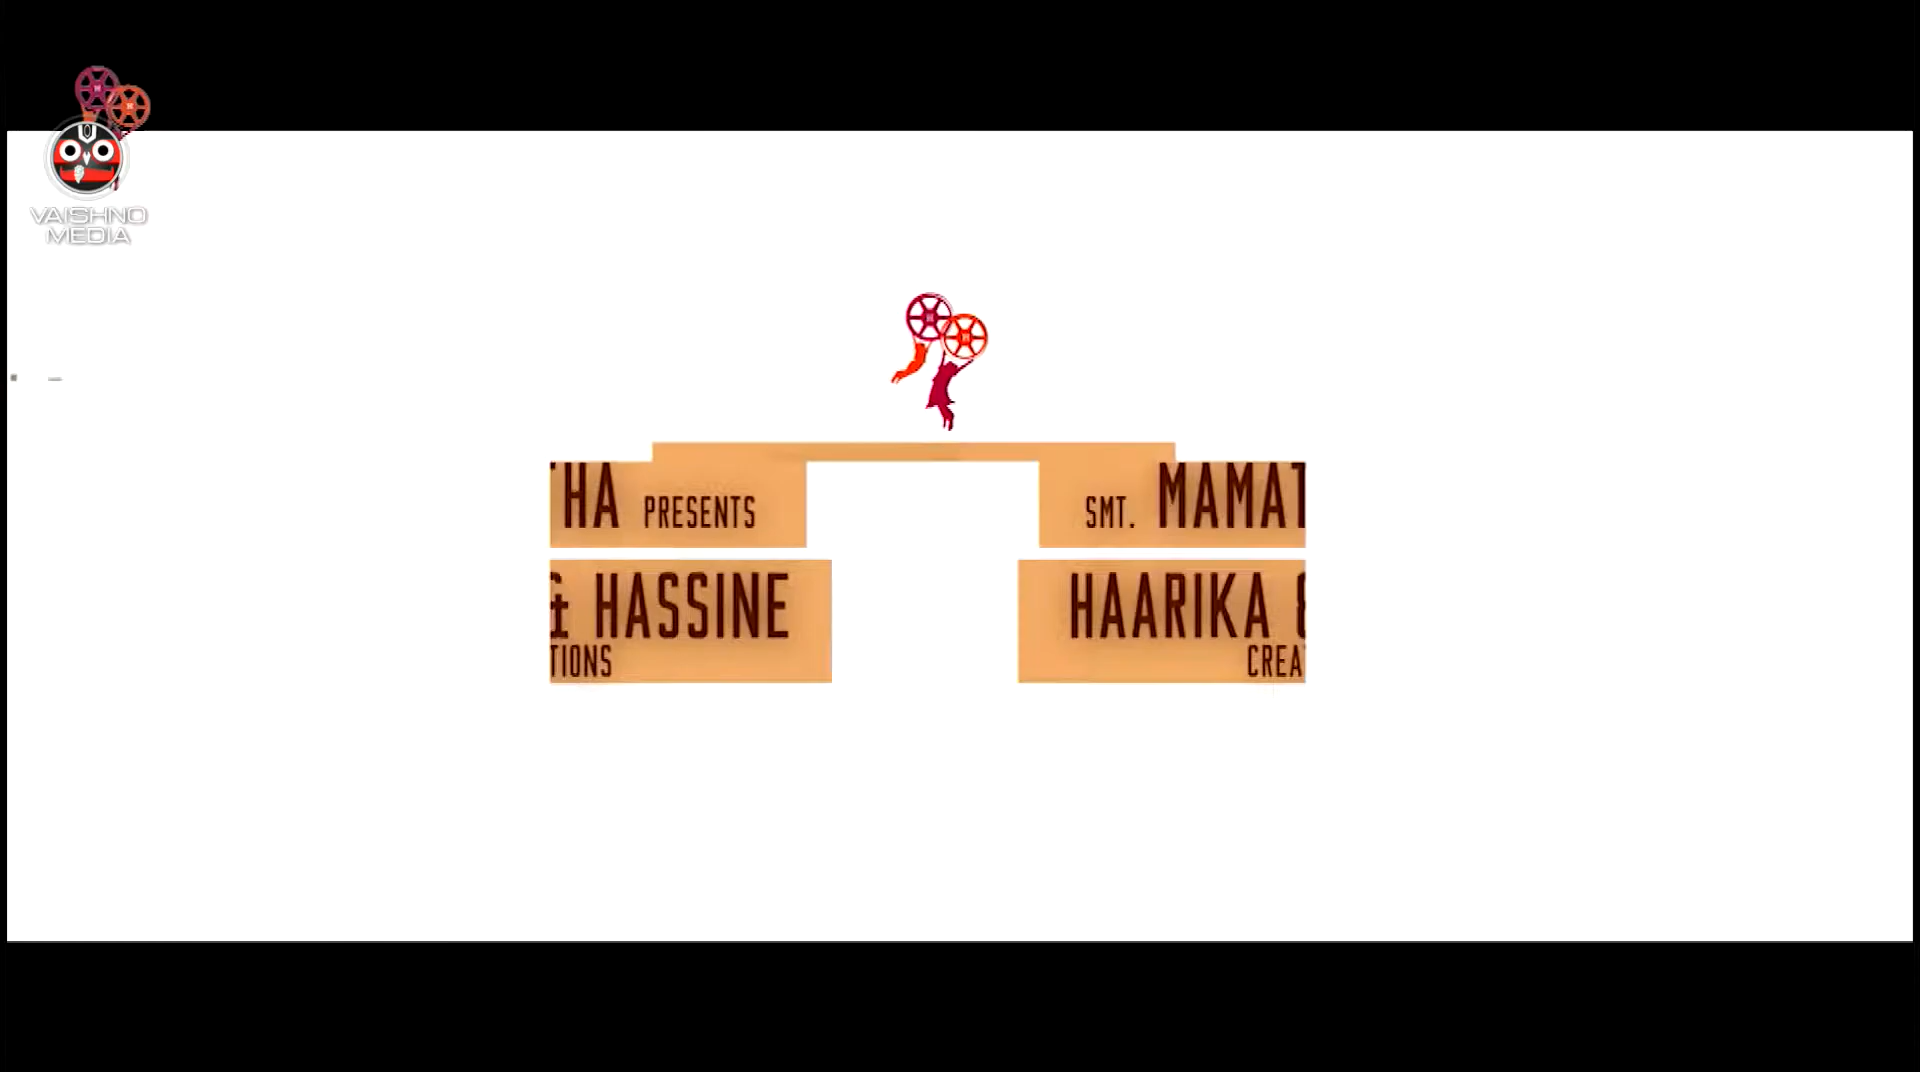 VAISHNO
MEDIA
THA PRESENTS
SMT. MAMAT
& HASSINE
HAARIKA &
TIONS
CREA